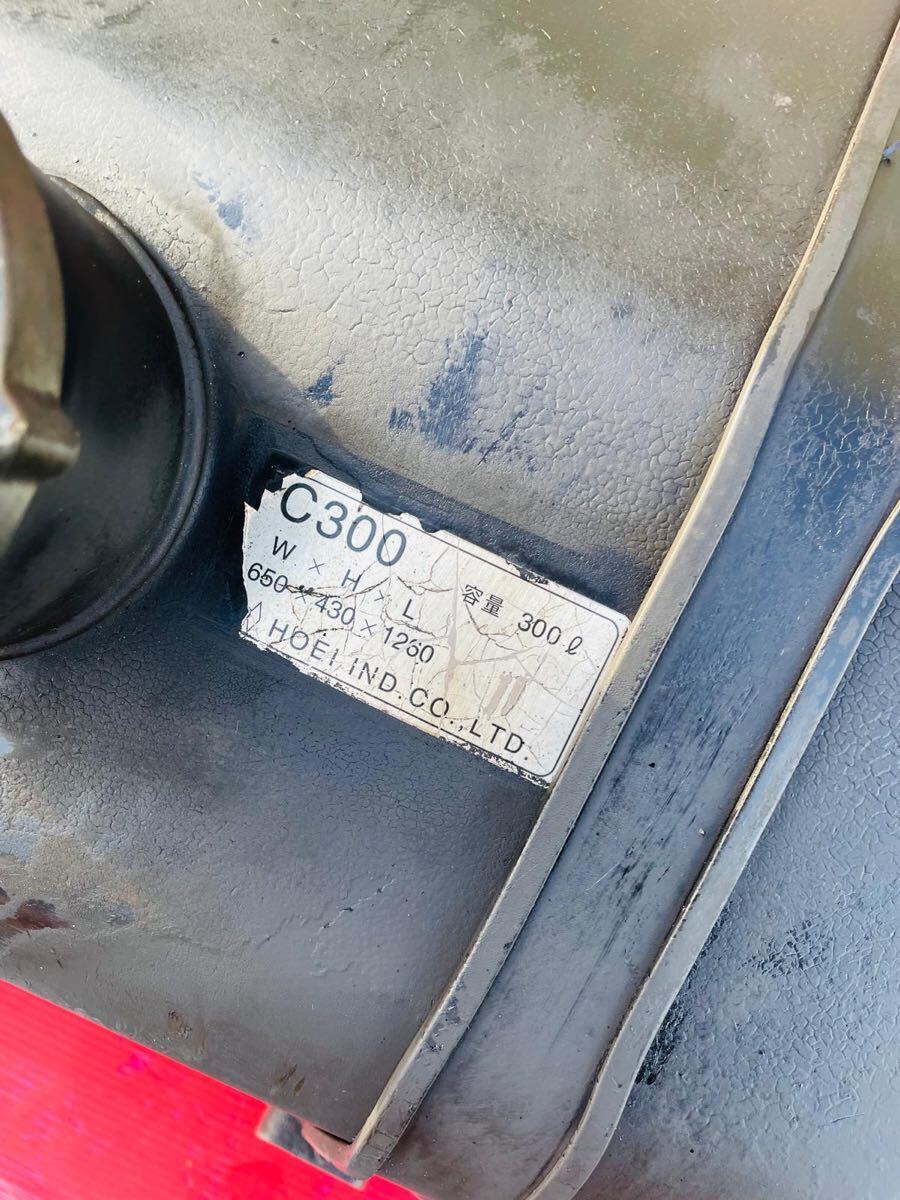 C300 容量 300ℓ
W × H × L
650×430×1260
HOEI IND.CO.,LTD.